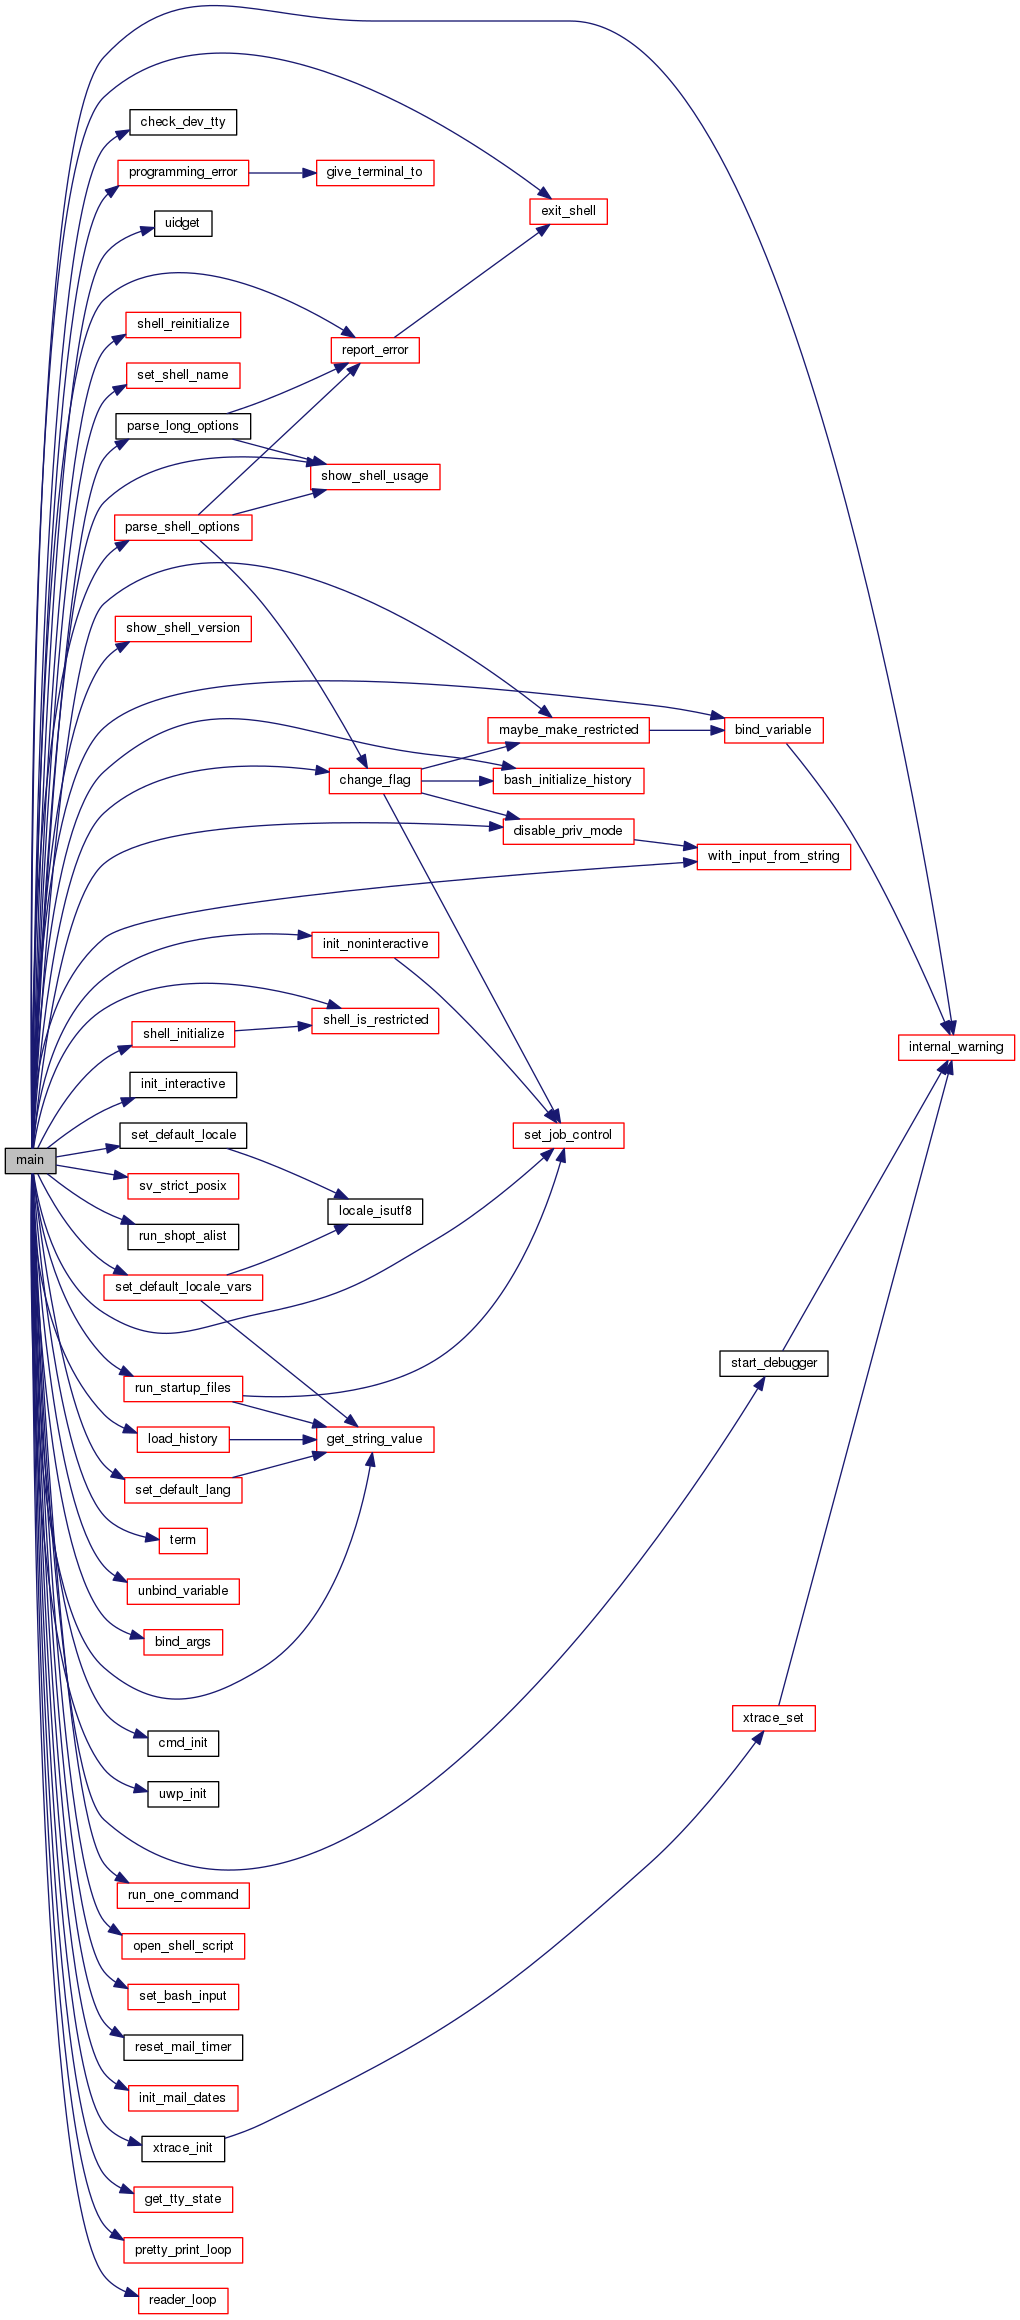 check_dev_tty
programming_error
give_terminal_to
exit_shell
uidget
shell_reinitialize
report_error
set_shell_name
parse_long_options
show_shell_usage
parse_shell_options
show_shell_version
maybe_make_restricted
bind_variable
change_flag
bash_initialize_history
disable_priv_mode
with_input_from_string
init_noninteractive
shell_is_restricted
shell_initialize
internal_warning
init_interactive
set_default_locale
set_job_control
main
sv_strict_posix
locale_isutf8
run_shopt_alist
set_default_locale_vars
start_debugger
run_startup_files
load_history
get_string_value
set_default_lang
term
unbind_variable
bind_args
xtrace_set
cmd_init
uwp_init
run_one_command
open_shell_script
set_bash_input
reset_mail_timer
init_mail_dates
xtrace_init
get_tty_state
pretty_print_loop
reader_loop